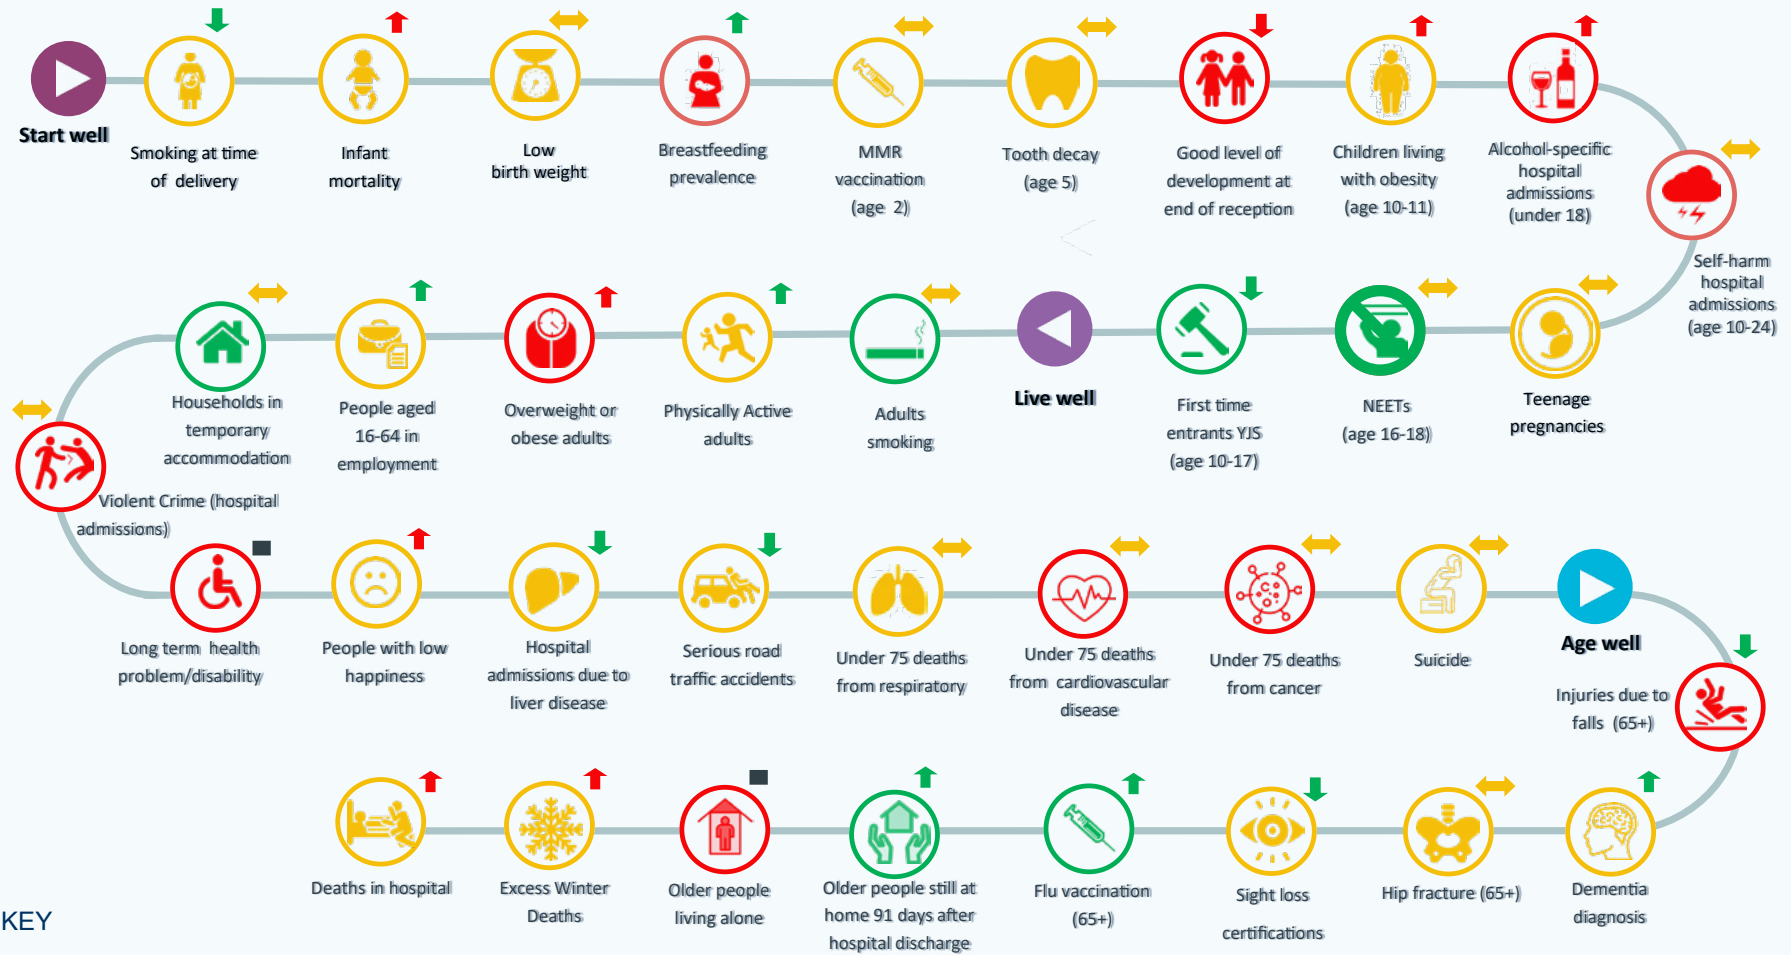 Start well
Smoking at time
of delivery
Infant
mortality
Low
birth weight
Breastfeeding
prevalence
MMR
vaccination
(age 2)
Tooth decay
(age 5)
Good level of
development at
end of reception
Children living
with obesity
(age 10-11)
Alcohol-specific
hospital
admissions
(under 18)
Self-harm
hospital
admissions
(age 10-24)
Teenage
pregnancies
NEETs
(age 16-18)
First time
entrants YJS
(age 10-17)
Live well
Adults
smoking
Physically Active
adults
Overweight or
obese adults
People aged
16-64 in
employment
Households in
temporary
accommodation
Violent Crime (hospital
admissions)
Long term health
problem/disability
People with low
happiness
Hospital
admissions due to
liver disease
Serious road
traffic accidents
Under 75 deaths
from respiratory
Under 75 deaths
from cardiovascular
disease
Under 75 deaths
from cancer
Suicide
Age well
Injuries due to
falls (65+)
Dementia
diagnosis
Hip fracture (65+)
Sight loss
certifications
Flu vaccination
(65+)
Older people still at
home 91 days after
hospital discharge
Older people
living alone
Excess Winter
Deaths
Deaths in hospital
KEY